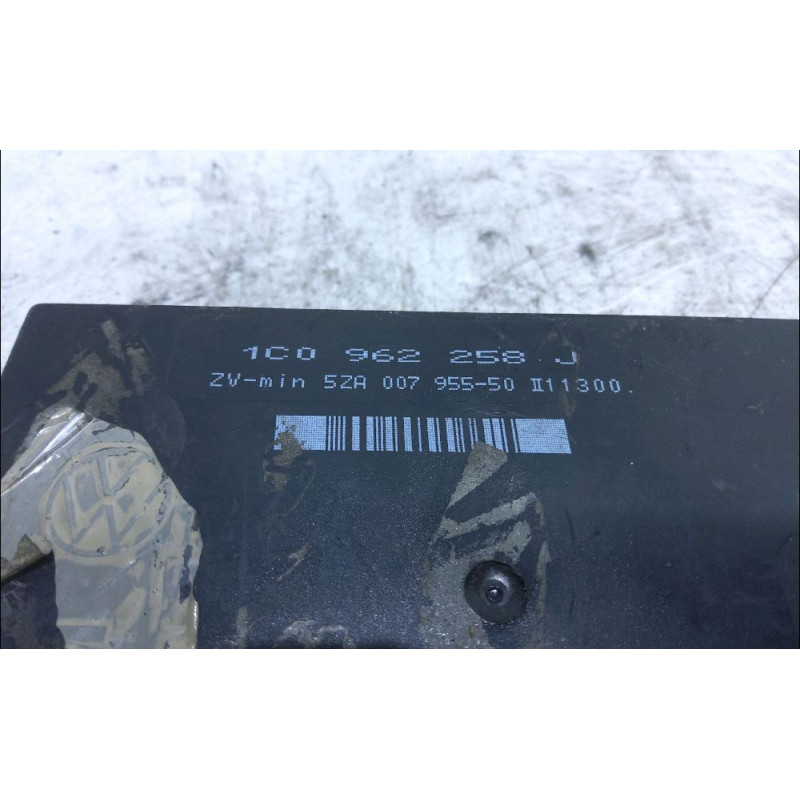 1C0 962 258 J
ZV-min 5ZA 007 955-50 II11300.